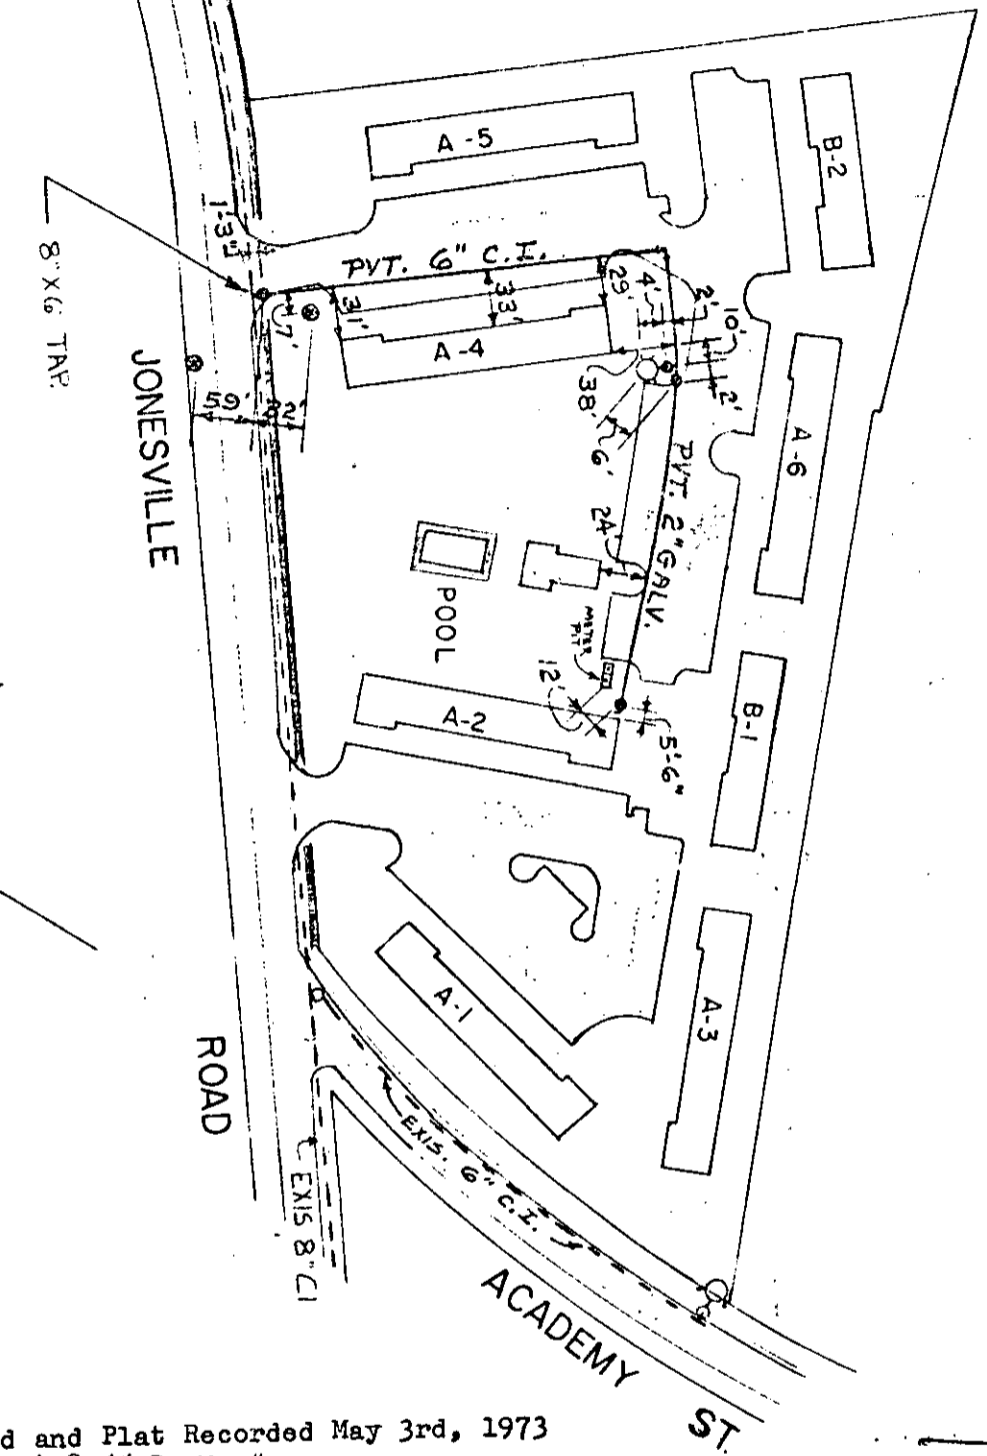 B-2
A-5
1'-3"
PVT. 6" C.I.
8"X6 TAP.
31'
7'
33'
29'
4'
2'
10'
2'
A-4
38'
6'
JONESVILLE
59'
A-6
PVT. 2" GALV.
24'
POOL
METER
PIT
12'
A-2
5'-6"
B-1
A-3
A-1
ROAD
EXIS. 6" C.I.
EXIS 8" CI
ACADEMY
ST.
d and Plat Recorded May 3rd, 1973